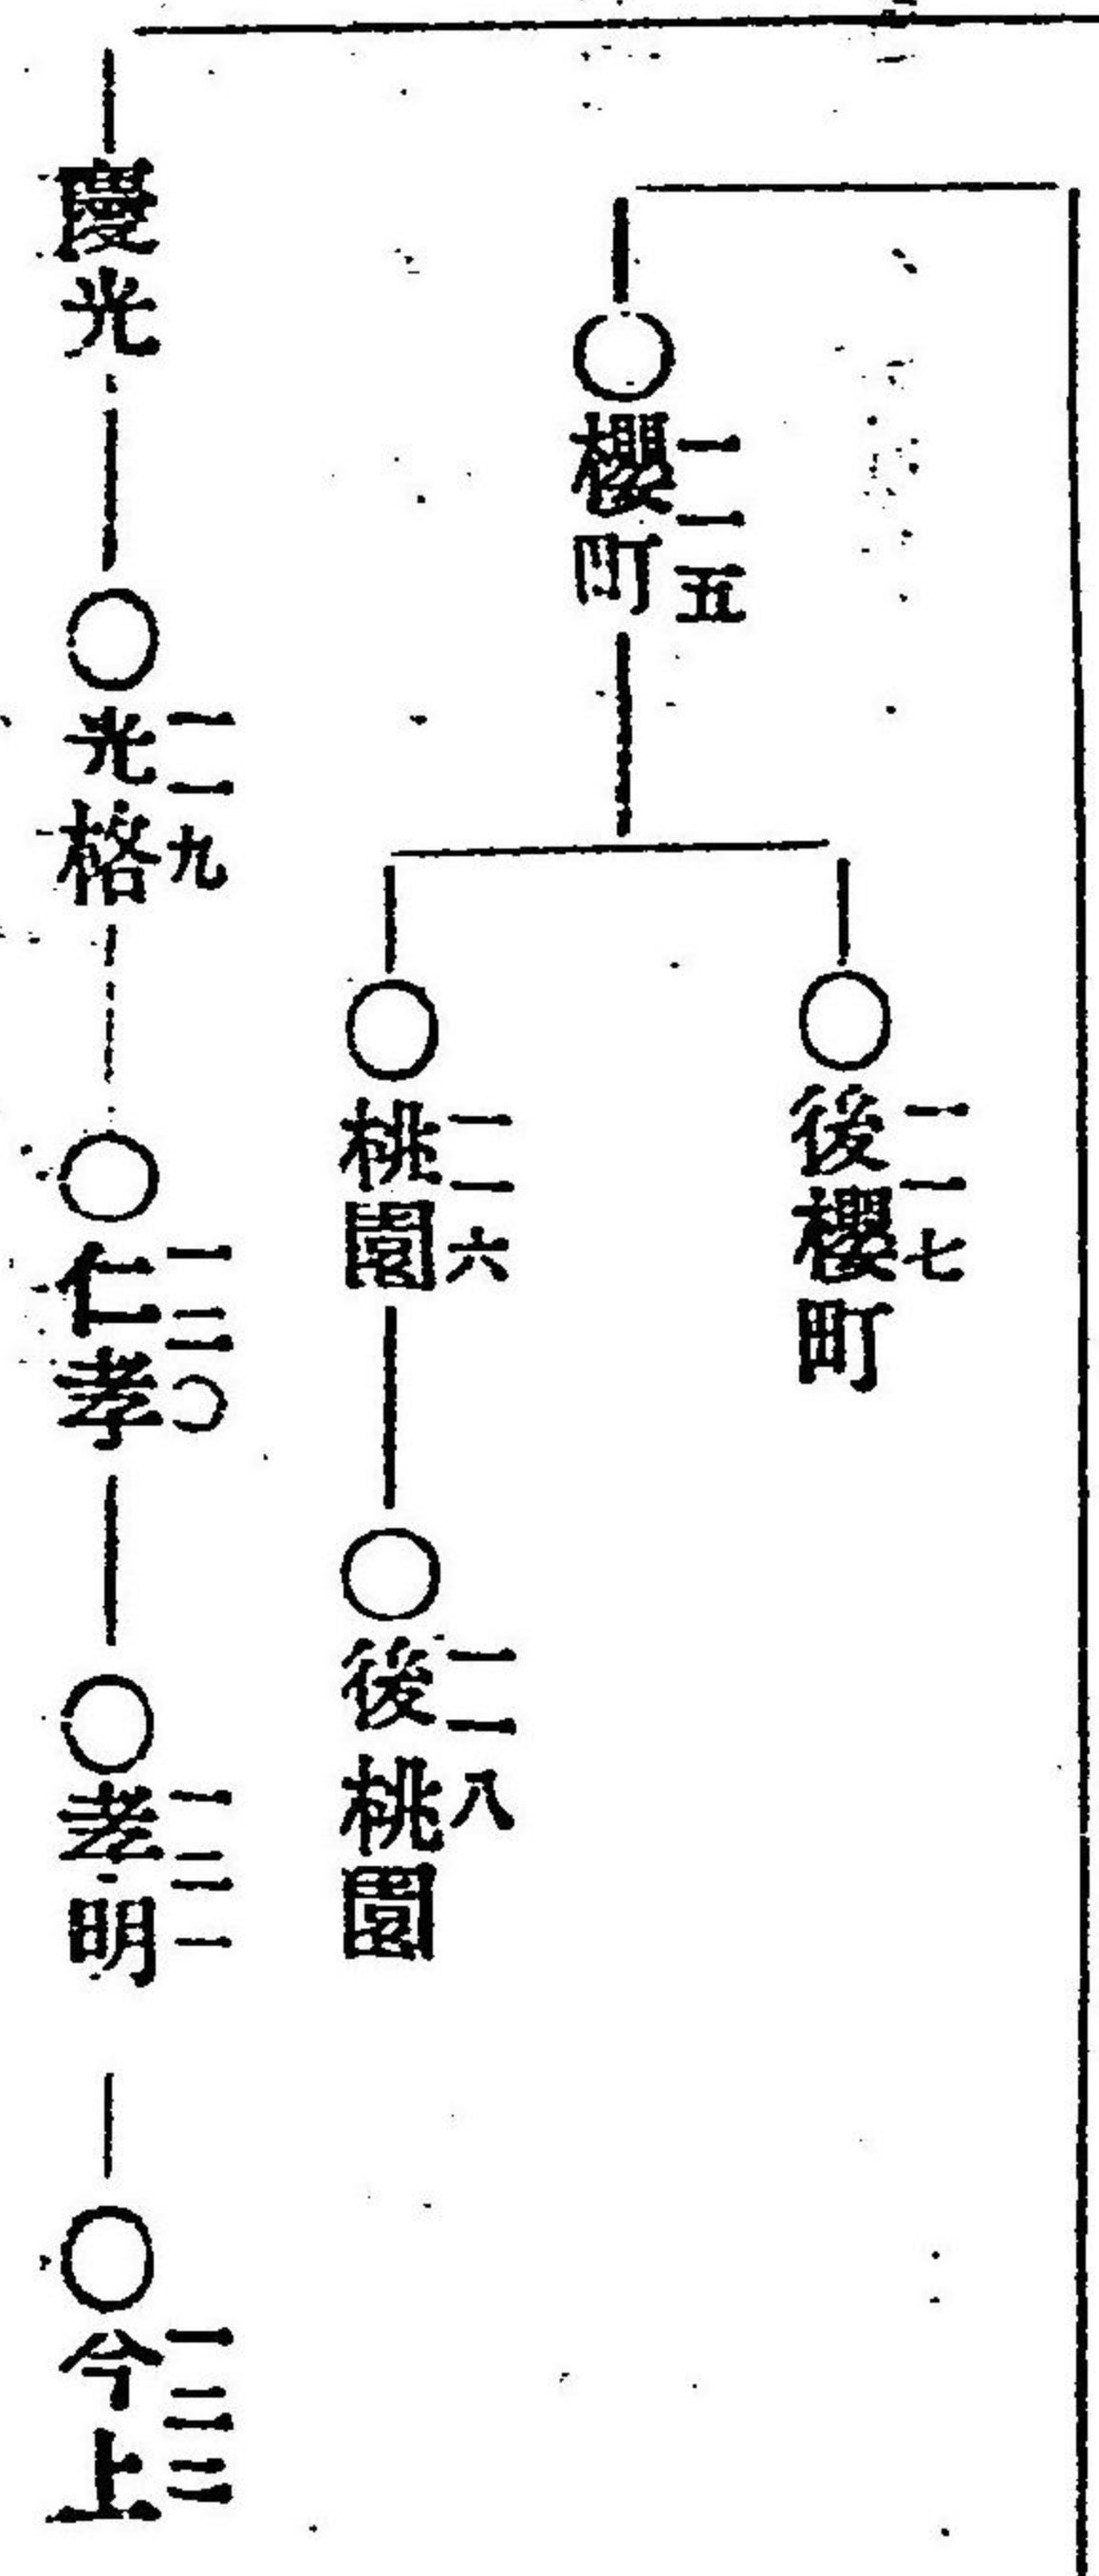 ○櫻町
一一五
○後櫻町
一一七
○桃園
一一六
○後桃園
一一八
慶光
○光格
一一九
○仁孝
一二〇
○孝明
一二一
○今上
一二二